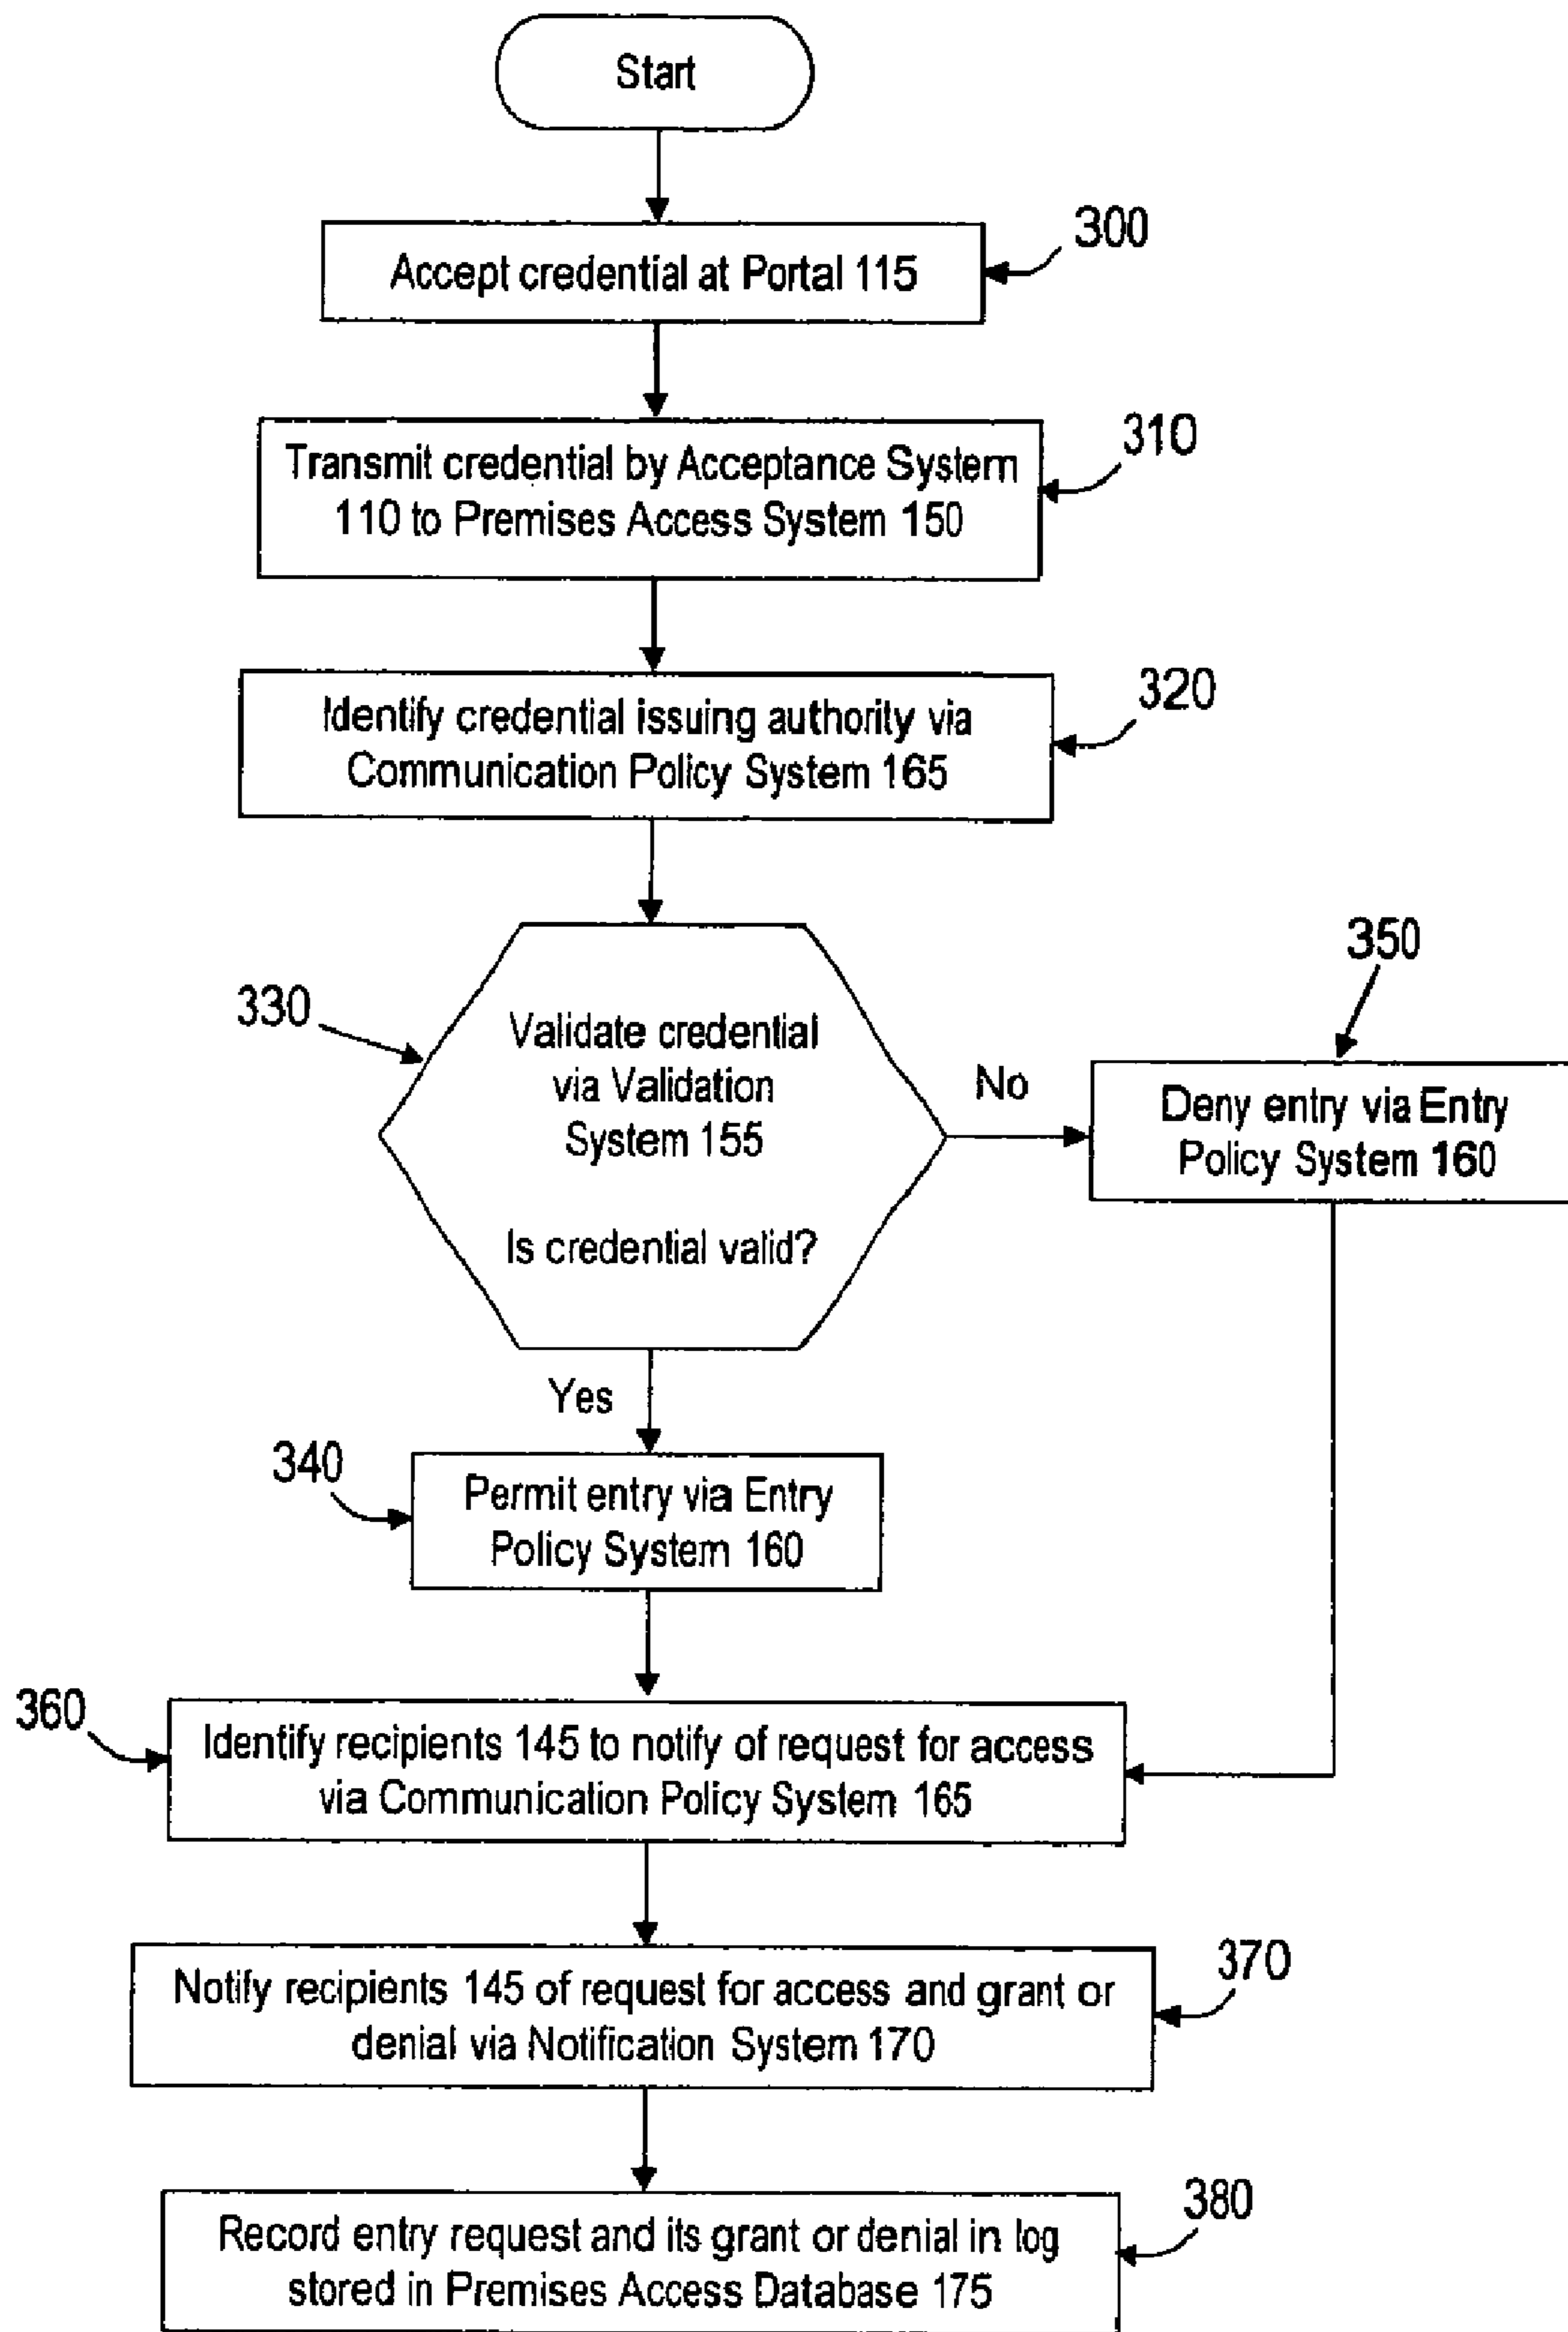 Start
300
Accept credential at Portal 115
310
Transmit credential by Acceptance System
110 to Premises Access System 150
320
Identify credential issuing authority via
Communication Policy System 165
330
Validate credential
via Validation
System 155
Is credential valid?
No
350
Deny entry via Entry
Policy System 160
Yes
340
Permit entry via Entry
Policy System 160
360
Identify recipients 145 to notify of request for access
via Communication Policy System 165
370
Notify recipients 145 of request for access and grant or
denial via Notification System 170
380
Record entry request and its grant or denial in log
stored in Premises Access Database 175